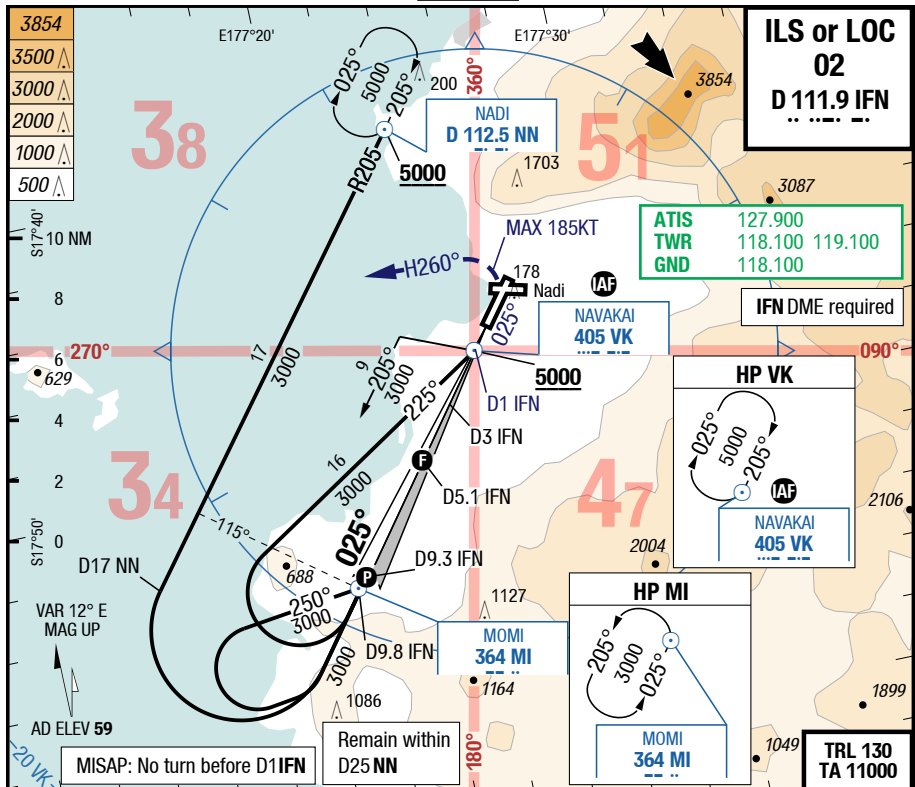 3854
3500
3000
2000
1000
500
E177°20'
E177°30'
ILS or LOC
02
D 111.9 IFN
38
51
34
47
025°
5000
205°
200
360°
NADI
D 112.5 NN
5000
R205
1703
3854
3087
ATIS 127.900
TWR 118.100 119.100
GND 118.100
S17°40'
10 NM
8
6
4
2
0
S17°50'
MAX 185KT
H260°
178
Nadi
025°
IAF
NAVAKAI
405 VK
IFN DME required
270°
090°
629
17
3000
9
205°
3000
225°
5000
D1 IFN
D3 IFN
16
3000
F
D5.1 IFN
HP VK
025°
5000
205°
IAF
NAVAKAI
405 VK
2106
115°
025°
D17 NN
688
P
D9.3 IFN
2004
250°
3000
1127
HP MI
205°
3000
025°
MOMI
364 MI
VAR 12° E
MAG UP
D9.8 IFN
3000
MOMI
364 MI
1164
1086
1899
1049
AD ELEV 59
20 VK
MISAP: No turn before D1IFN
Remain within
D25 NN
180°
TRL 130
TA 11000